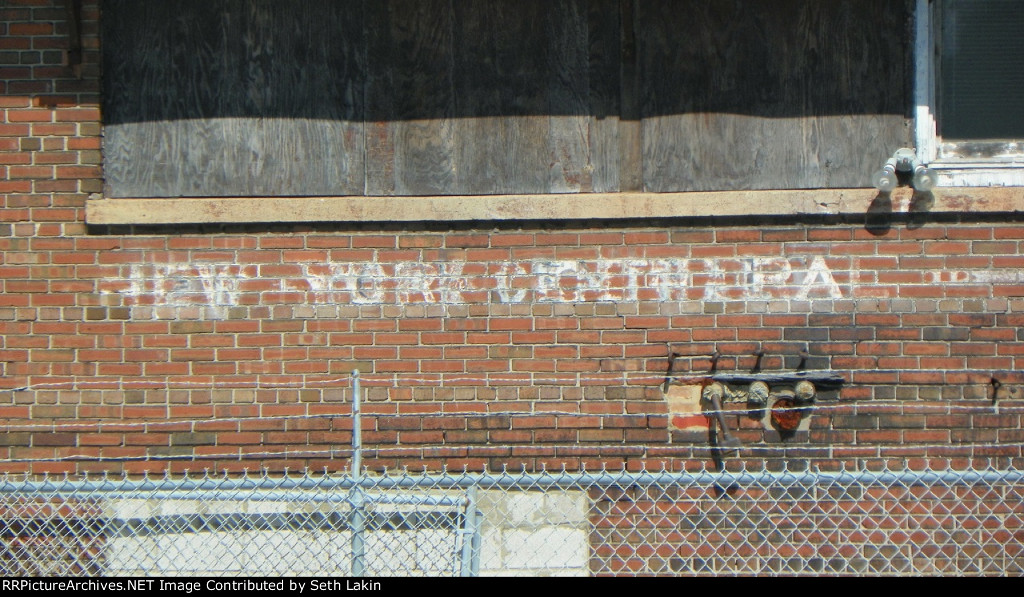 NEW YORK CENTRAL
RRPictureArchives.NET Image Contributed by Seth Lakin